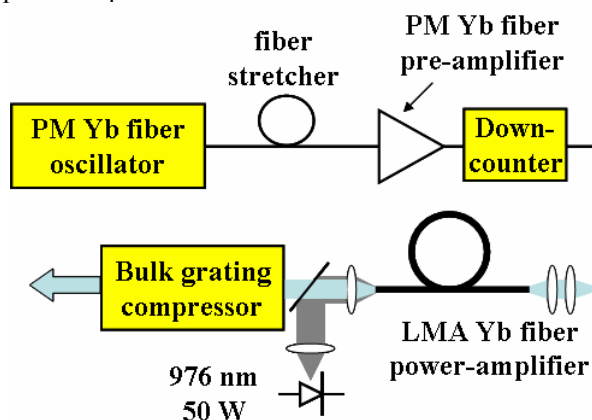 fiber
stretcher
PM Yb fiber
pre-amplifier
PM Yb fiber
oscillator
Down-
counter
Bulk grating
compressor
LMA Yb fiber
power-amplifier
976 nm
50 W